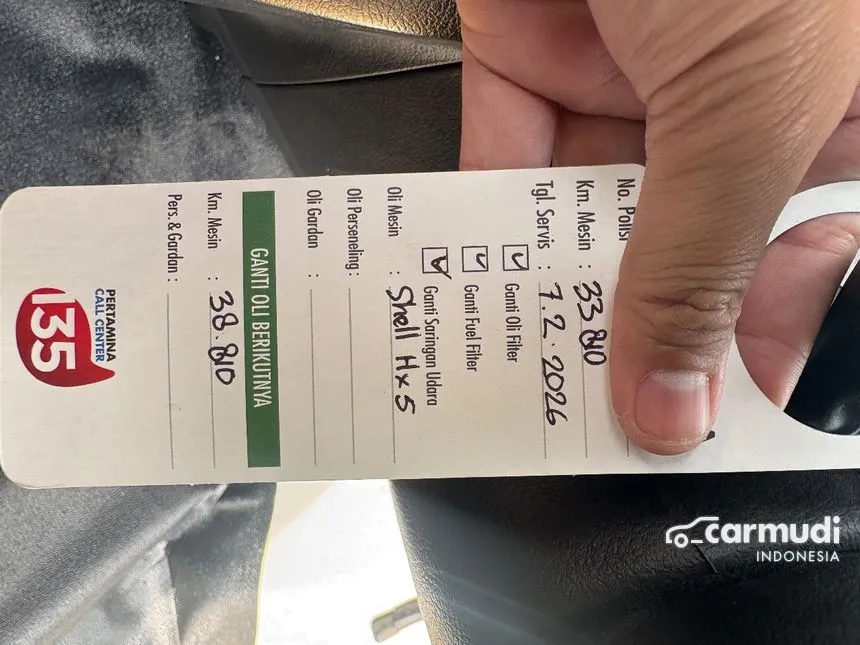 No. Polisi
Km. Mesin : 33 810
Tgl. Servis : 7. 2. 2026
Ganti Oli Filter
Ganti Fuel Filter
Ganti Saringan Udara
Oli Mesin : Shell Hx 5
Oli Perseneling :
Oli Gardan :
GANTI OLI BERIKUTNYA
Km. Mesin : 38. 810
Pers. & Gardan :
PERTAMINA
CALL CENTER
135
carmudi
INDONESIA